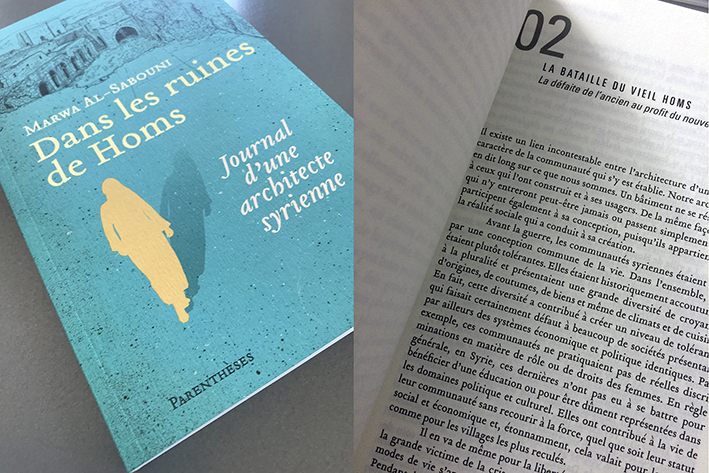 MARWA AL-SABOUNI
Dans les ruines
de Homs
Journal
d'une
architecte
syrienne
PARENTHÈSES
02
LA BATAILLE DU VIEIL HOMS
La défaite de l'ancien au profit du nouve
Il existe un lien incontestable entre l'architecture d'un
caractère de la communauté qui s'y est établie. Notre ar
en dit long sur ce que nous sommes. Un bâtiment ne se ré
à ceux qui l'ont construit et à ses usagers. De la même faço
qui n'y entreront peut-être jamais ou passent simplemen
participent également à sa conception, puisqu'ils appartien
la réalité sociale qui a conduit à sa création.
Avant la guerre, les communautés syriennes étaient
par une conception commune de la vie. Dans l'ensemble,
étaient plutôt tolérantes. Elles étaient historiquement accoutu
à la pluralité et présentaient une grande diversité de croyan
d'origines, de coutumes, de biens et même de climats et de cuisin
En fait, cette diversité a contribué à créer un niveau de toléran
qui faisait certainement défaut à beaucoup de sociétés présentan
par ailleurs des systèmes économique et politique identiques. Pa
exemple, ces communautés ne pratiquaient pas de réelles discri
minations en matière de rôle ou de droits des femmes. En règle
générale, en Syrie, ces dernières n'ont pas eu à se battre pour
bénéficier d'une éducation ou pour être dûment représentées dans
les domaines politique et culturel. Elles ont contribué à la vie de
leur communauté sans recourir à la force, quel que soit leur statut
social et économique et, étonnamment, cela valait pour les
comme pour les villages les plus reculés.
Il en va de même pour la liberté
la grande victime de la cri
modes de vie s'
Pendan